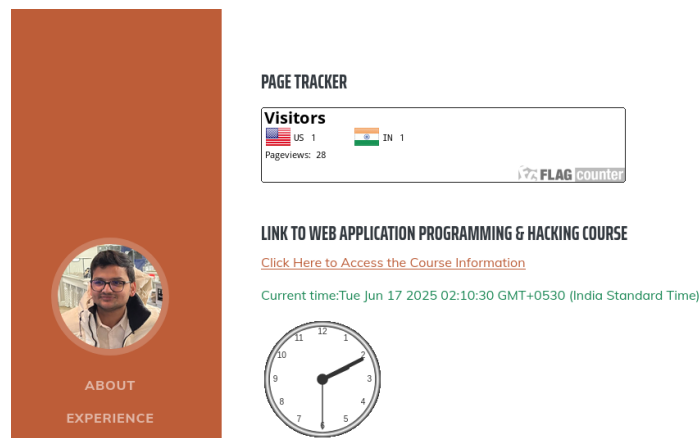 PAGE TRACKER
Visitors
US 1 IN 1
Pageviews: 28
FLAG counter
LINK TO WEB APPLICATION PROGRAMMING & HACKING COURSE
Click Here to Access the Course Information
Current time:Tue Jun 17 2025 02:10:30 GMT+0530 (India Standard Time)
12
11 1
10 2
9 3
8 4
7 5
6
ABOUT
EXPERIENCE